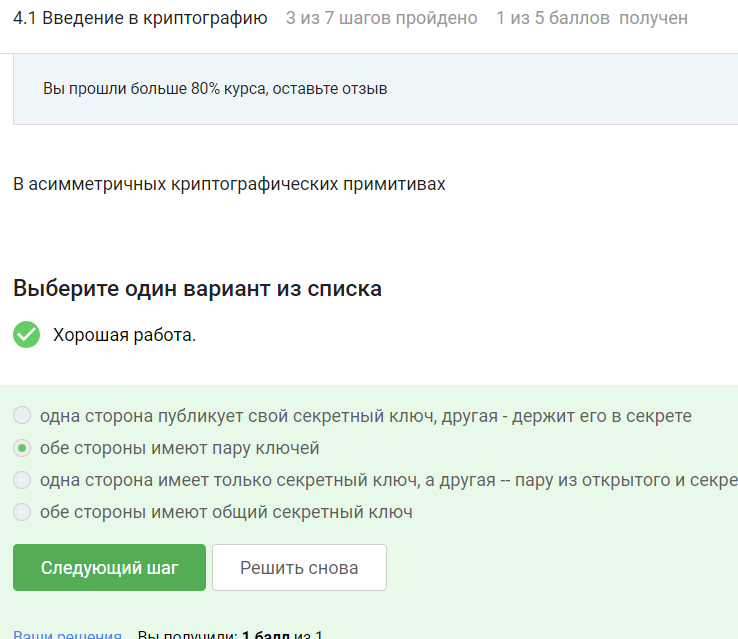 4.1 Введение в криптографию 3 из 7 шагов пройдено 1 из 5 баллов получен
Вы прошли больше 80% курса, оставьте отзыв
В асимметричных криптографических примитивах
Выберите один вариант из списка
Хорошая работа.
одна сторона публикует свой секретный ключ, другая - держит его в секрете
обе стороны имеют пару ключей
одна сторона имеет только секретный ключ, а другая -- пару из открытого и секре
обе стороны имеют общий секретный ключ
Следующий шаг Решить снова
Ваши решения Вы получили: 1 балл из 1